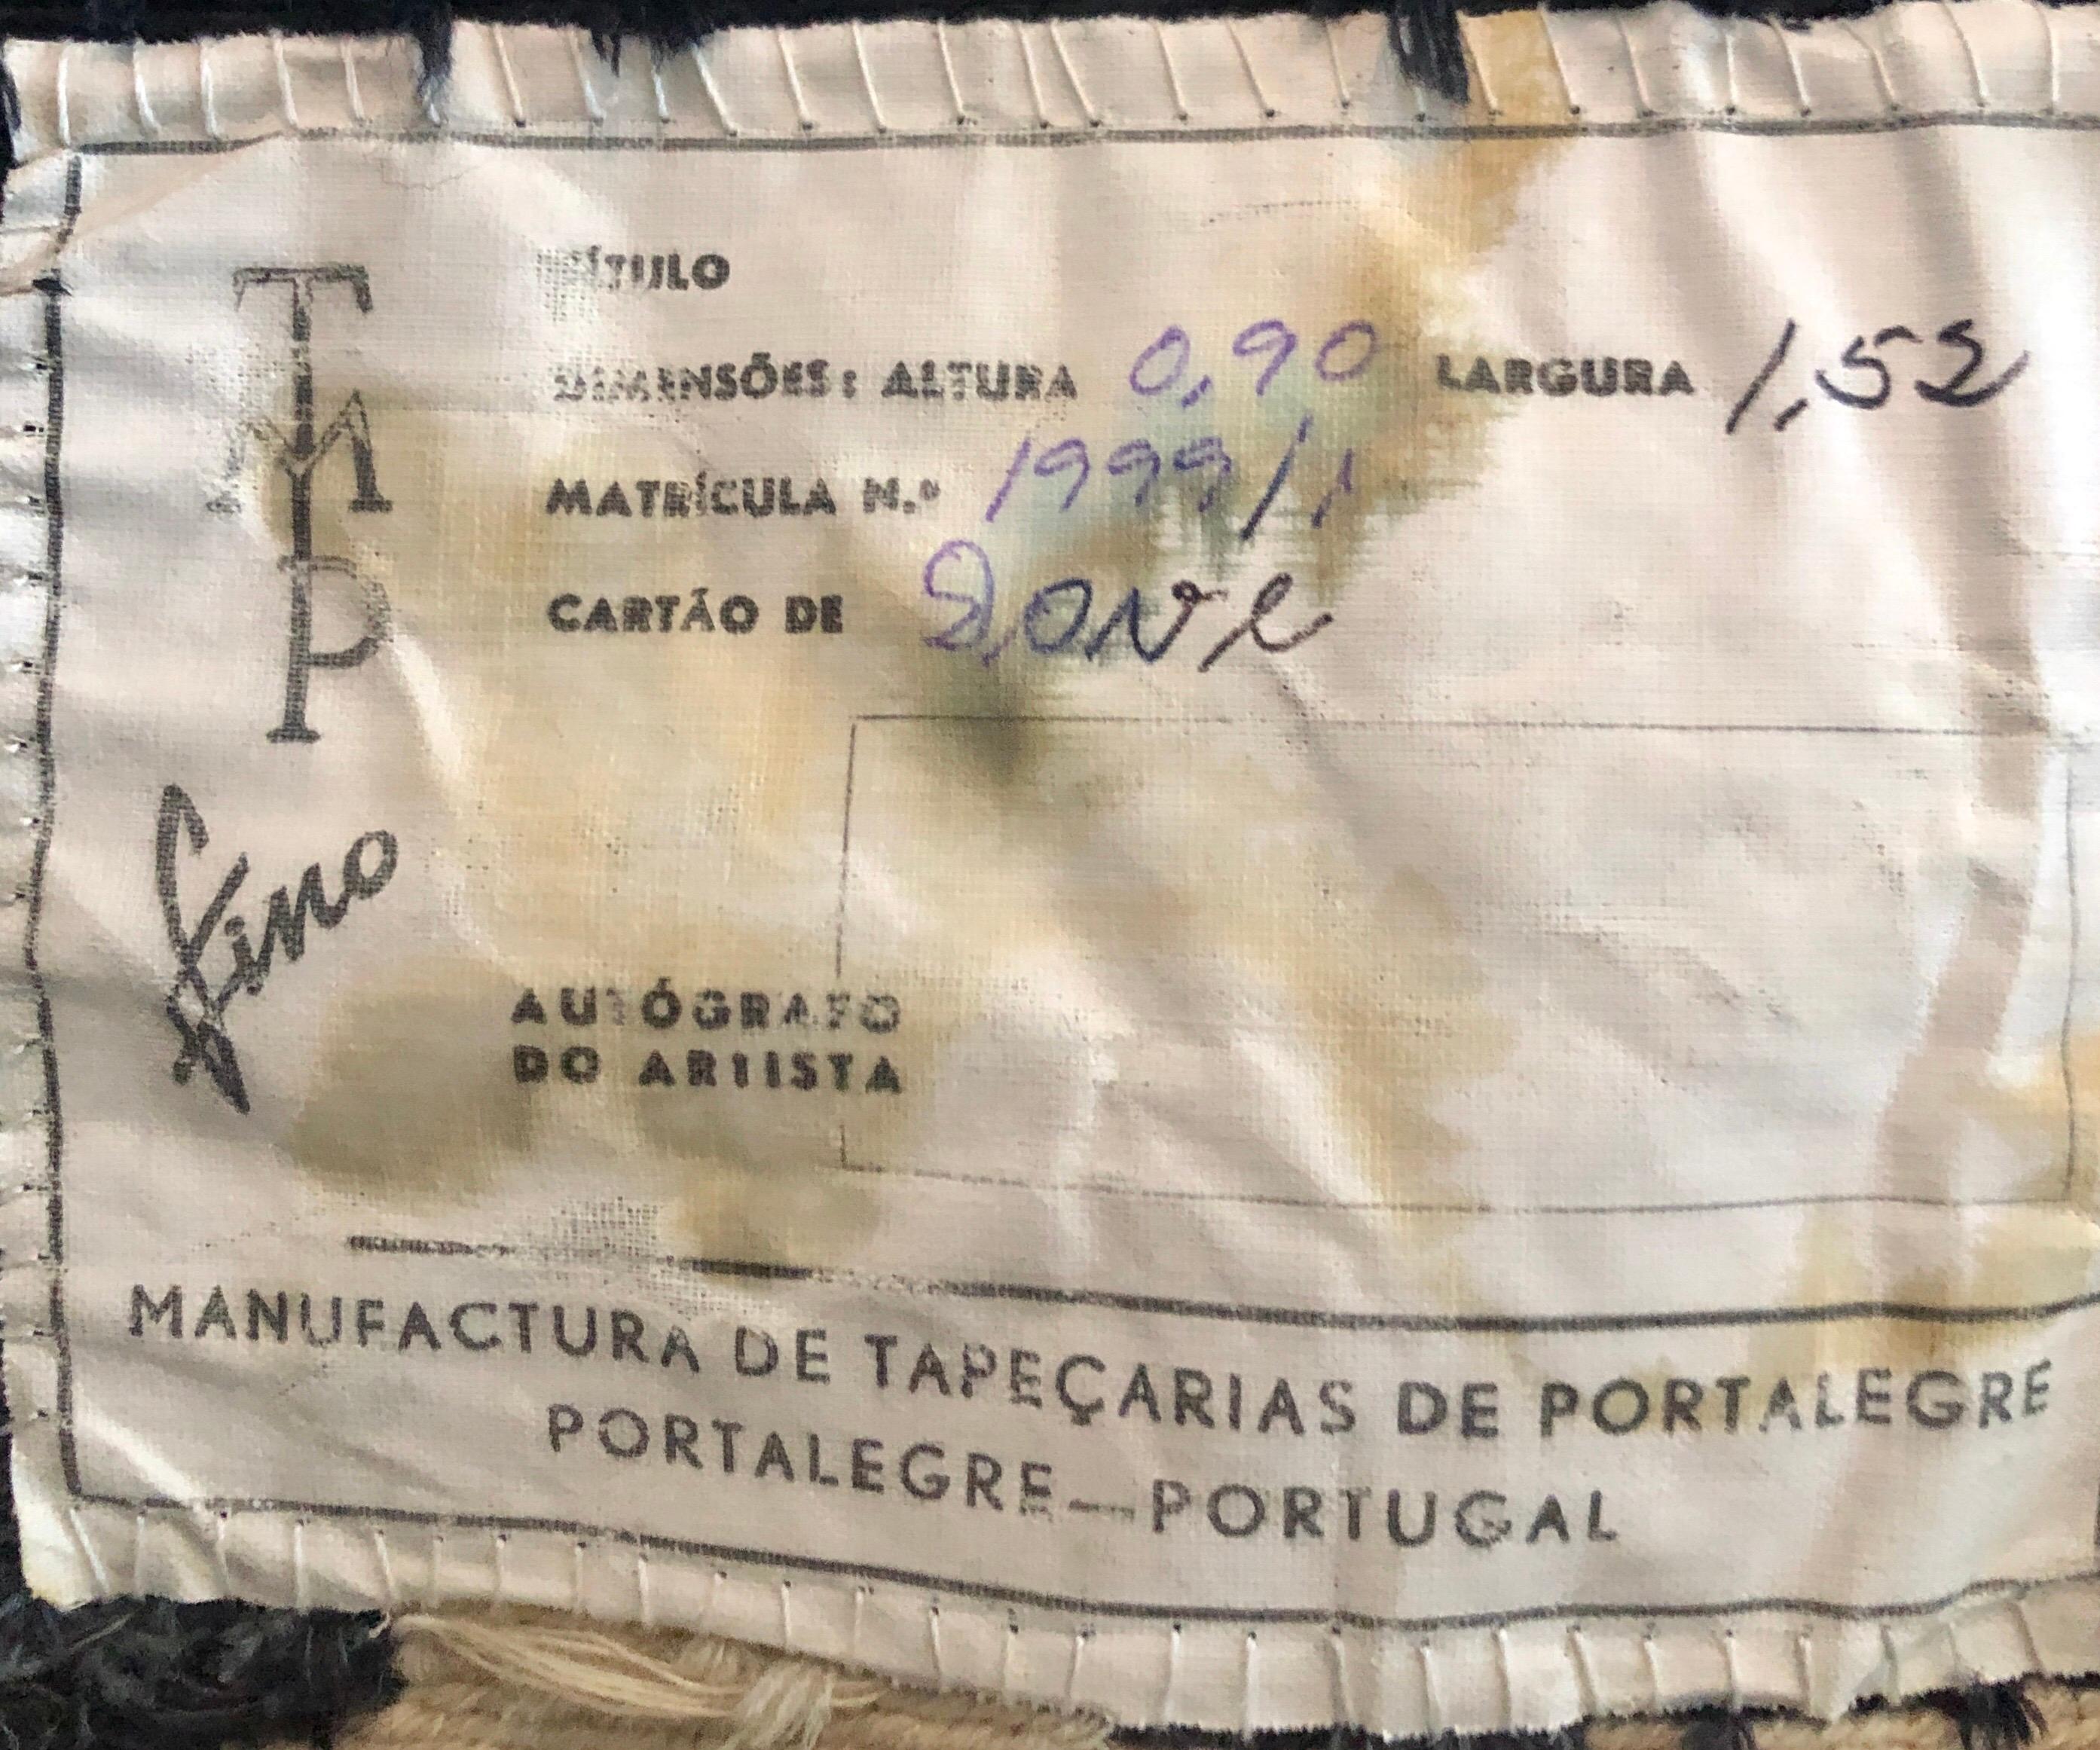 TMP
TÍTULO
DIMENSÕES: ALTURA 0,90 LARGURA 1,52
MATRÍCULA N.º 1999/1
CARTÃO DE
fino
AUTÓGRAFO
DO ARTISTA
MANUFACTURA DE TAPEÇARIAS DE PORTALEGRE
PORTALEGRE—PORTUGAL